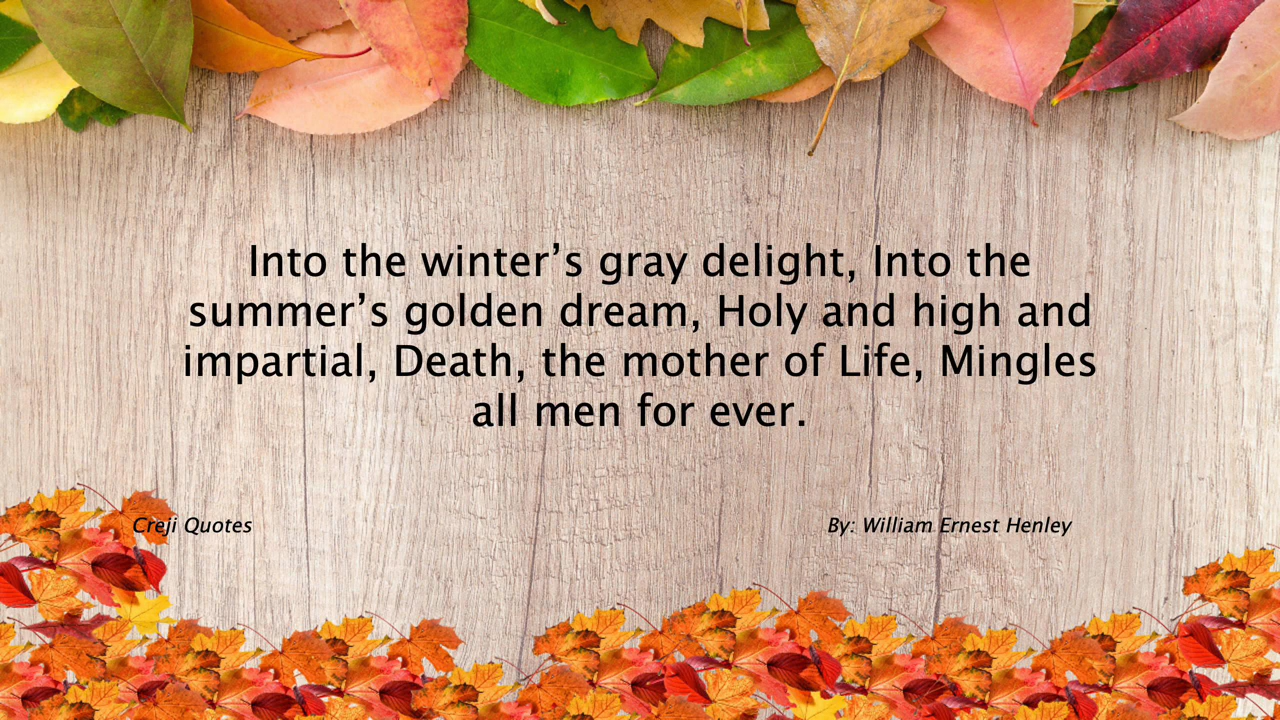 Into the winter’s gray delight, Into the
summer’s golden dream, Holy and high and
impartial, Death, the mother of Life, Mingles
all men for ever.
Creji Quotes
By: William Ernest Henley